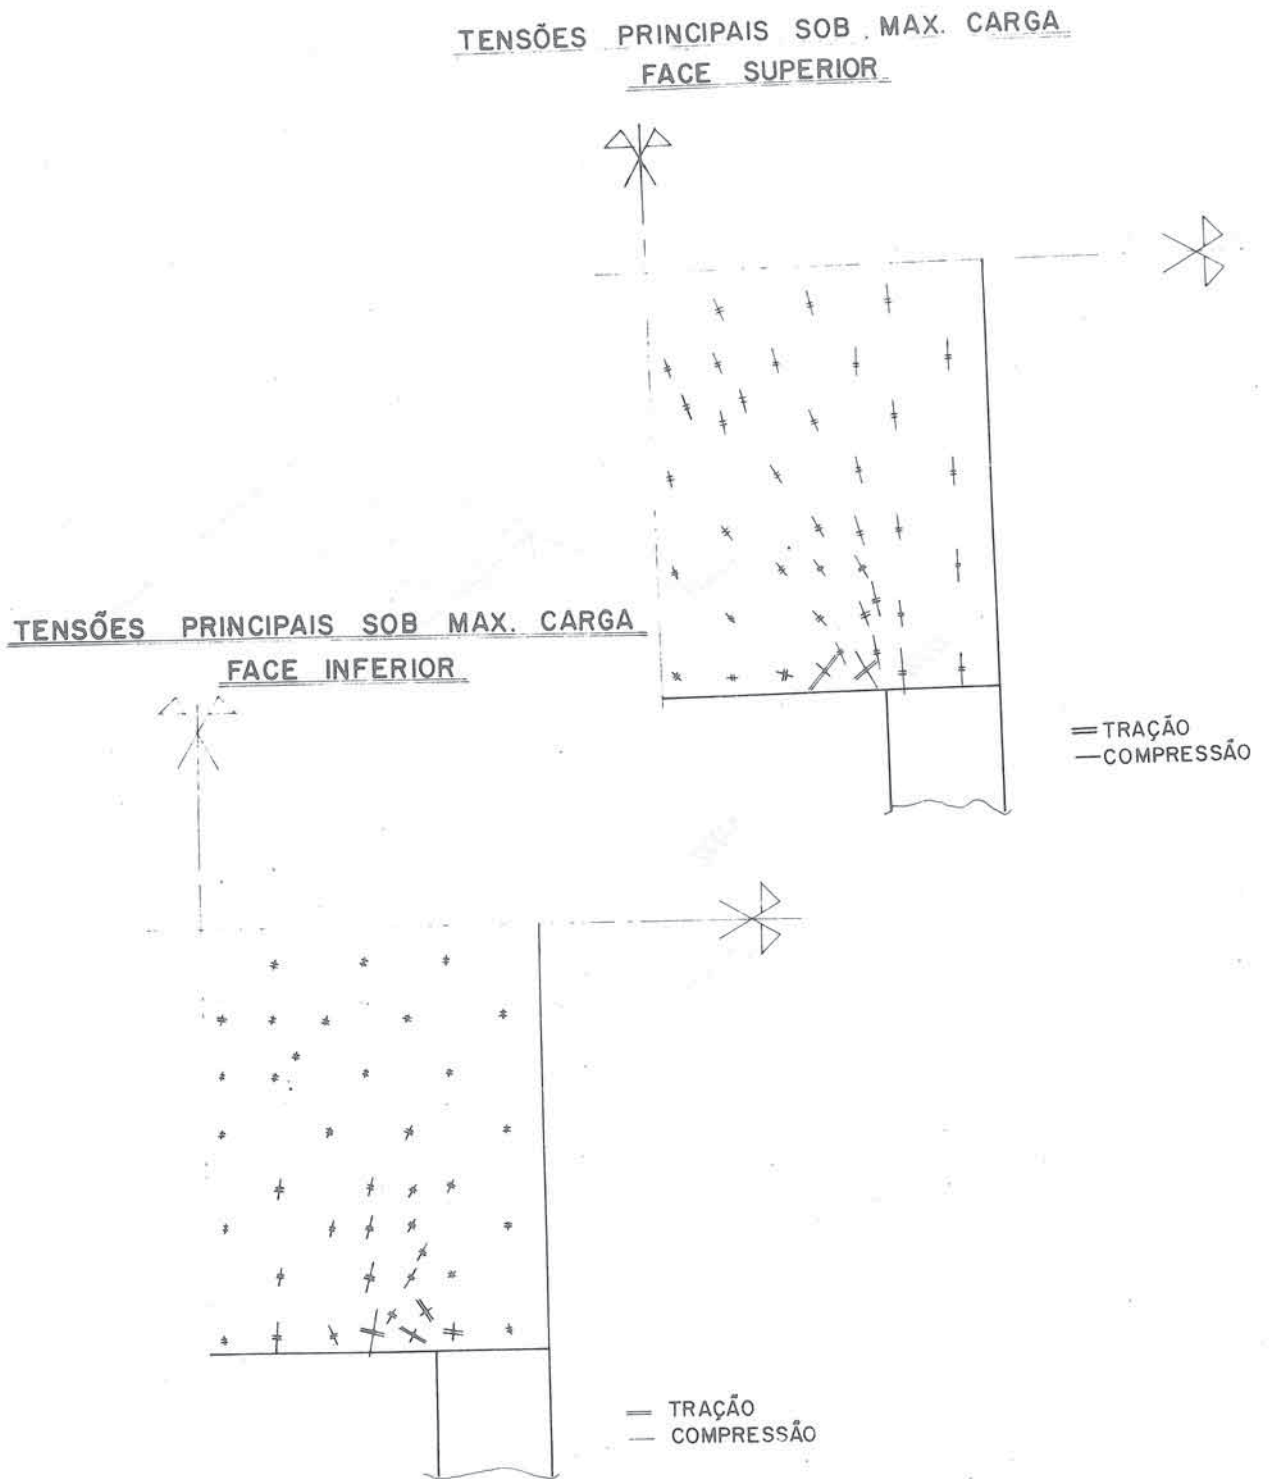 TENSÕES PRINCIPAIS SOB MAX. CARGA
FACE SUPERIOR
TENSÕES PRINCIPAIS SOB MAX. CARGA
FACE INFERIOR
TRAÇÃO
COMPRESSÃO
TRAÇÃO
COMPRESSÃO